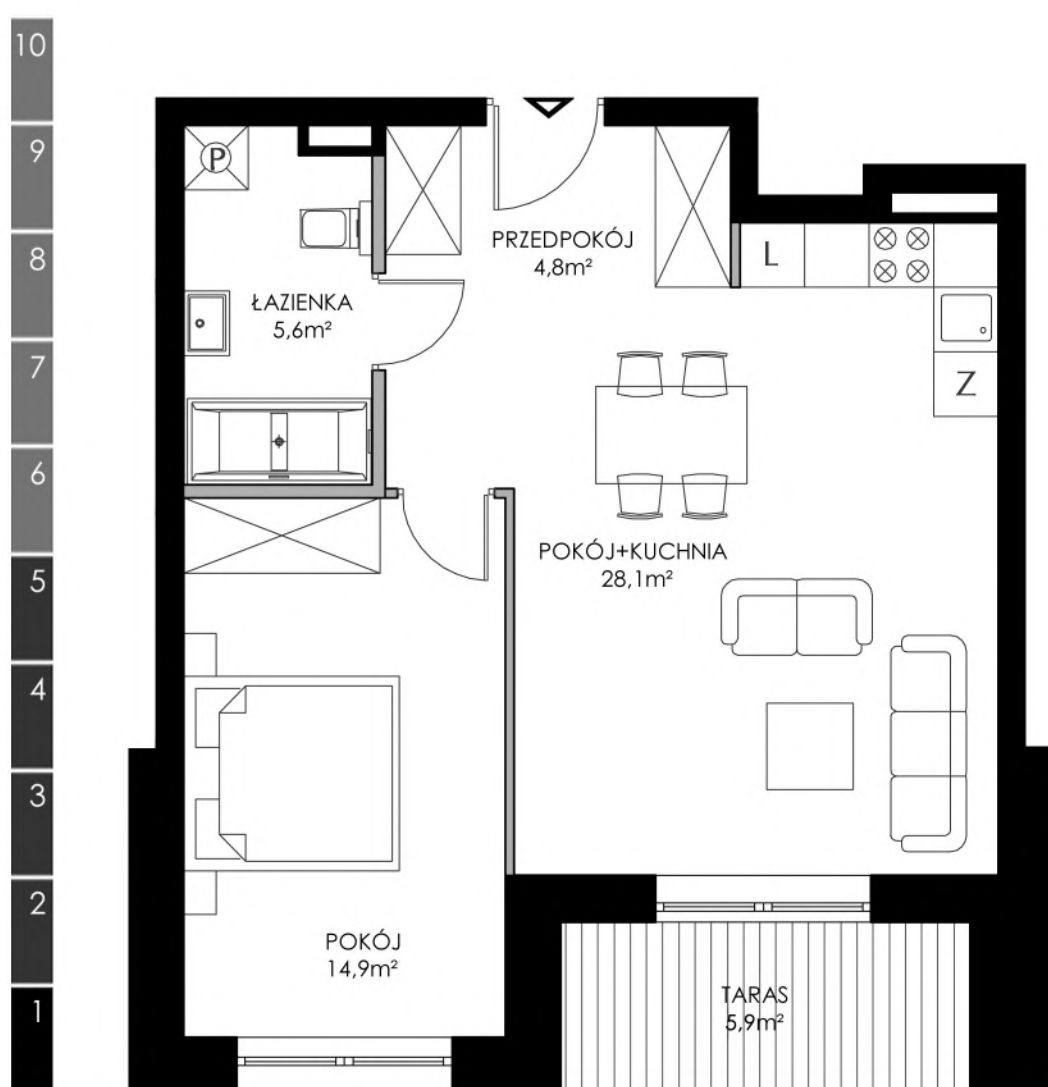 10
9
8
7
6
5
4
3
2
1
P
PRZEDPOKÓJ
4,8m²
L
ŁAZIENKA
5,6m²
Z
POKÓJ+KUCHNIA
28,1m²
POKÓJ
14,9m²
TARAS
5,9m²